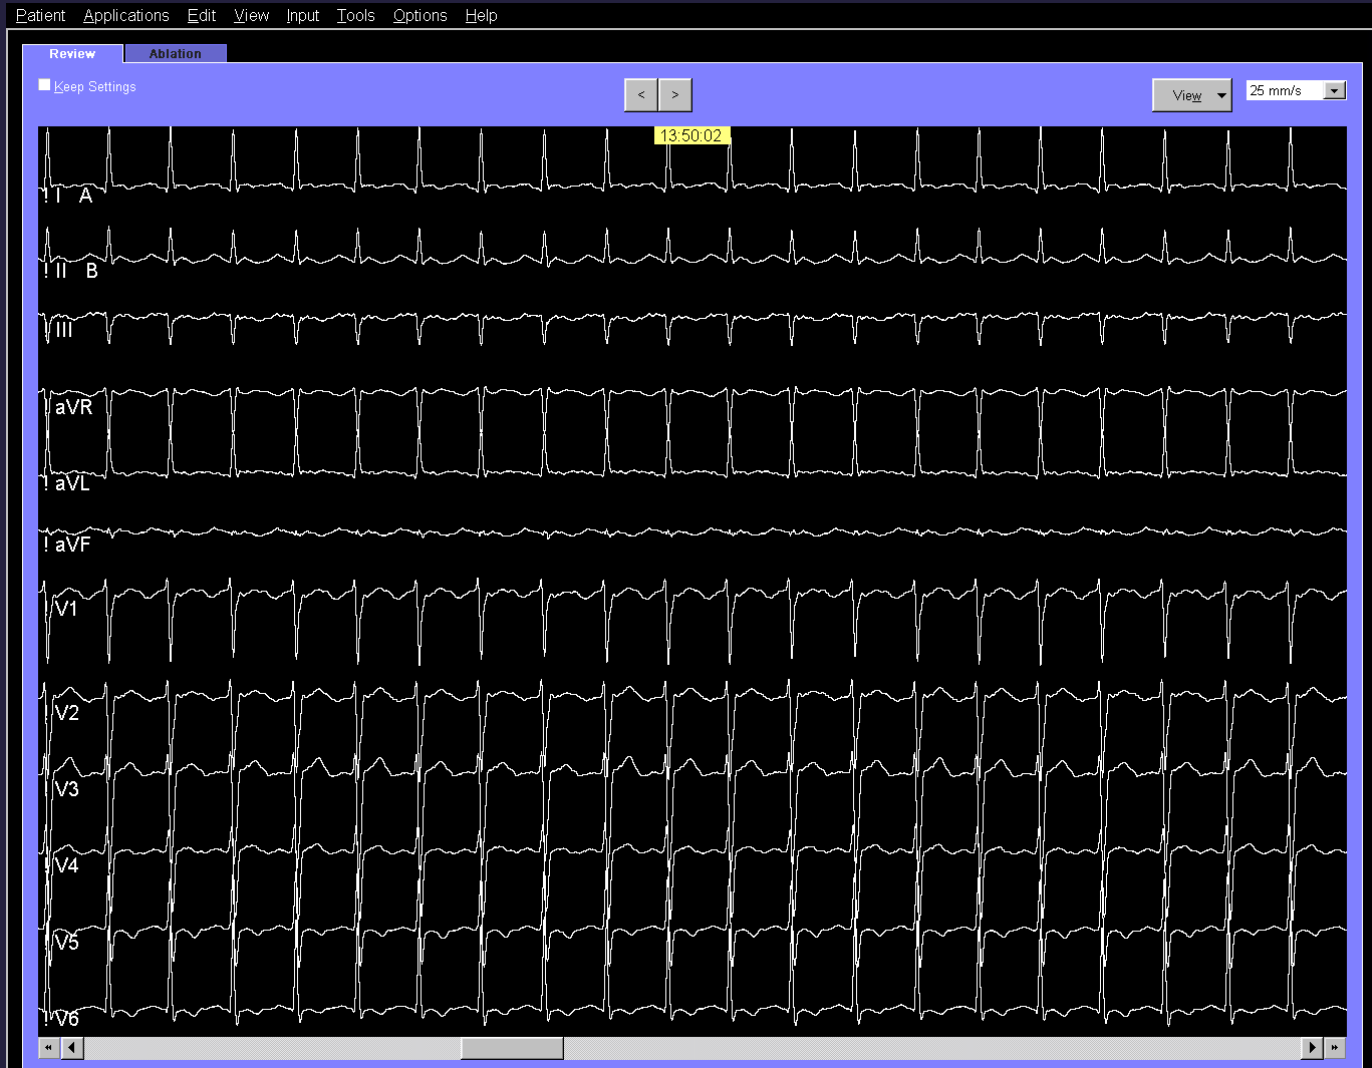 Patient Applications Edit View Input Tools Options Help
Review Ablation
Keep Settings < > View 25 mm/s
13:50:02
! I A
! II B
! III
! aVR
! aVL
! aVF
V1
V2
V3
V4
V5
! V6